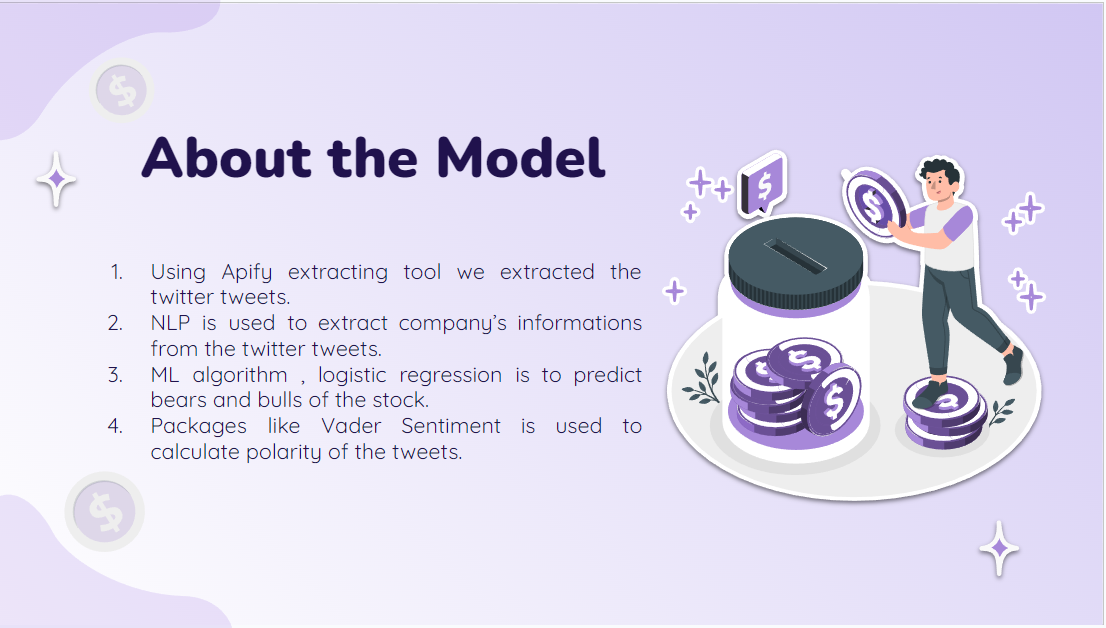 About the Model
1. Using Apify extracting tool we extracted the
twitter tweets.
2. NLP is used to extract company's informations
from the twitter tweets.
3. ML algorithm , logistic regression is to predict
bears and bulls of the stock.
4. Packages like Vader Sentiment is used to
calculate polarity of the tweets.